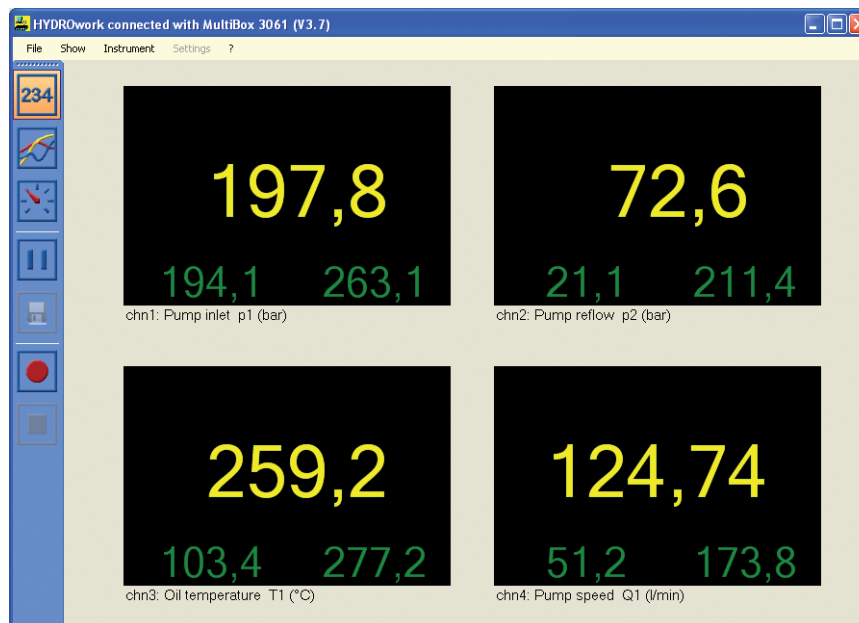 HYDROwork connected with MultiBox 3061 (V3.7)
File Show Instrument Settings ?
234
197,8
194,1 263,1
chn1: Pump inlet p1 (bar)
72,6
21,1 211,4
chn2: Pump reflow p2 (bar)
259,2
103,4 277,2
chn3: Oil temperature T1 (°C)
124,74
51,2 173,8
chn4: Pump speed Q1 (l/min)